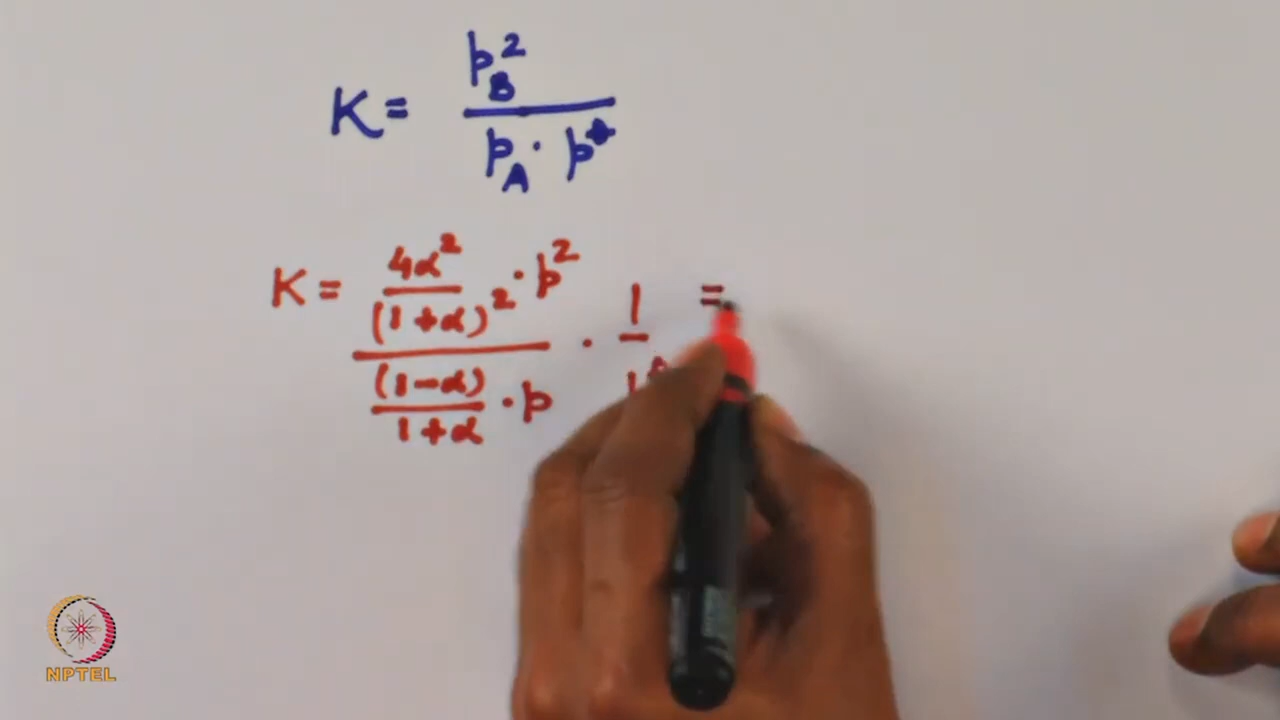 K = p_B^2 / (p_A · p^+)
K = (4α^2 / (1+α)^2 · p^2) / ((1-α) / (1+α) · p) · 1/ =
NPTEL